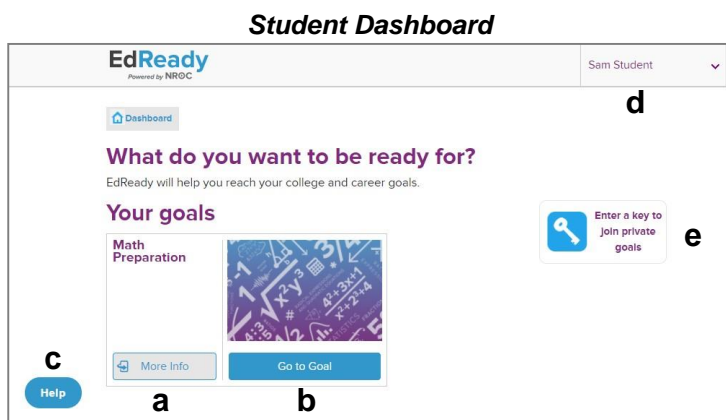 Student Dashboard
EdReady
Powered by NROC
Sam Student
d
Dashboard
What do you want to be ready for?
EdReady will help you reach your college and career goals.
Your goals
Math
Preparation
Enter a key to
join private
goals
e
c
More Info
Go to Goal
Help
a
b